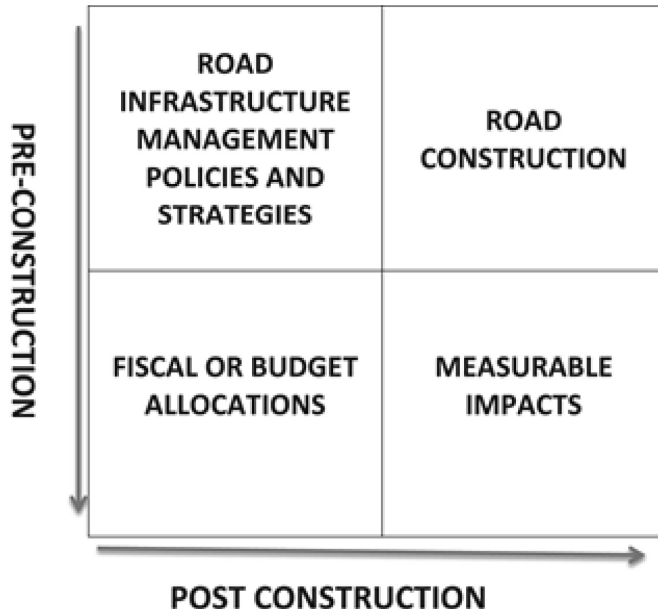 PRE-CONSTRUCTION
ROAD
INFRASTRUCTURE
MANAGEMENT
POLICIES AND
STRATEGIES
ROAD
CONSTRUCTION
FISCAL OR BUDGET
ALLOCATIONS
MEASURABLE
IMPACTS
POST CONSTRUCTION